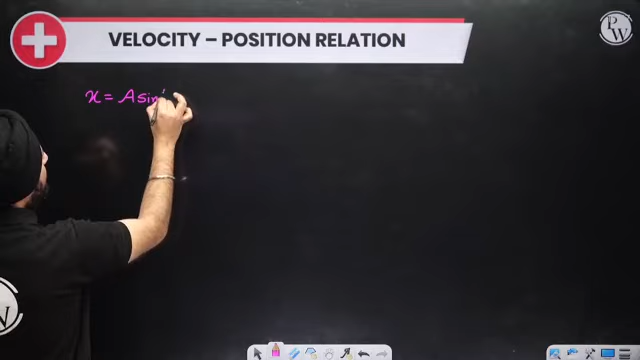 VELOCITY – POSITION RELATION
P
W
x = A sin
W